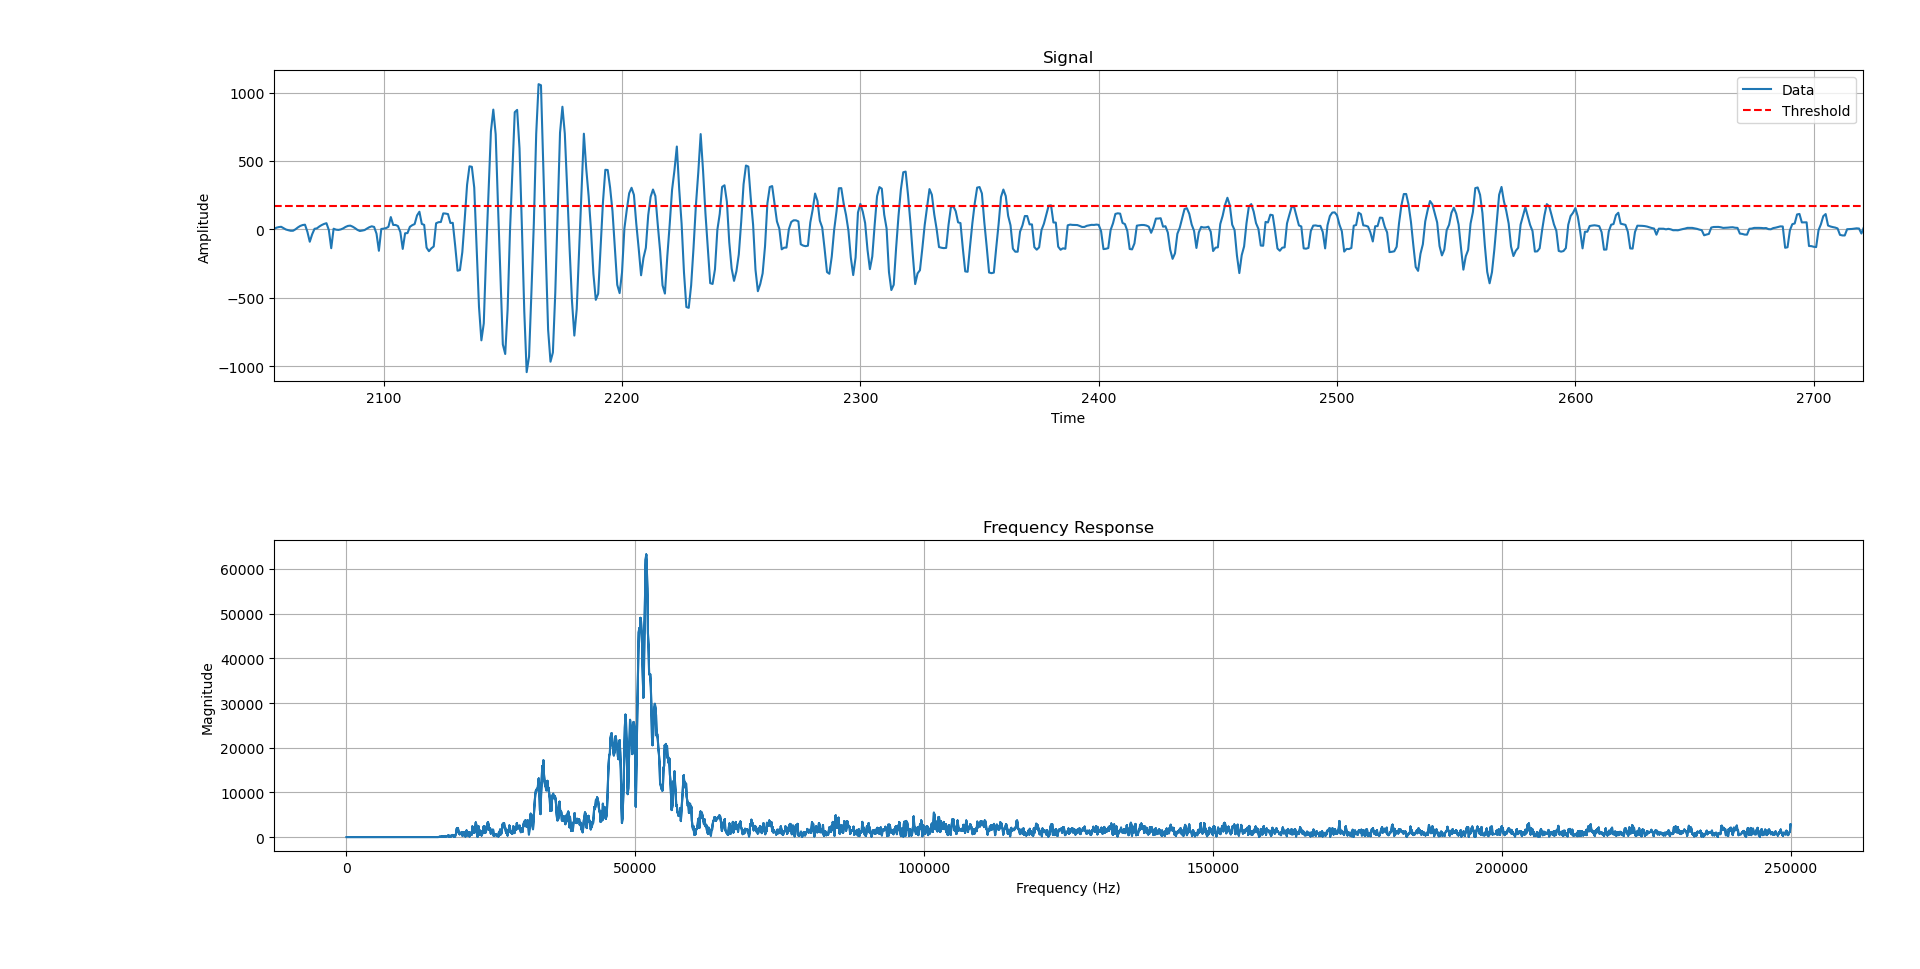 Signal
Amplitude
1000
500
0
−500
−1000
Data
Threshold
2100 2200 2300 2400 2500 2600 2700
Time
Frequency Response
Magnitude
60000
50000
40000
30000
20000
10000
0
0 50000 100000 150000 200000 250000
Frequency (Hz)